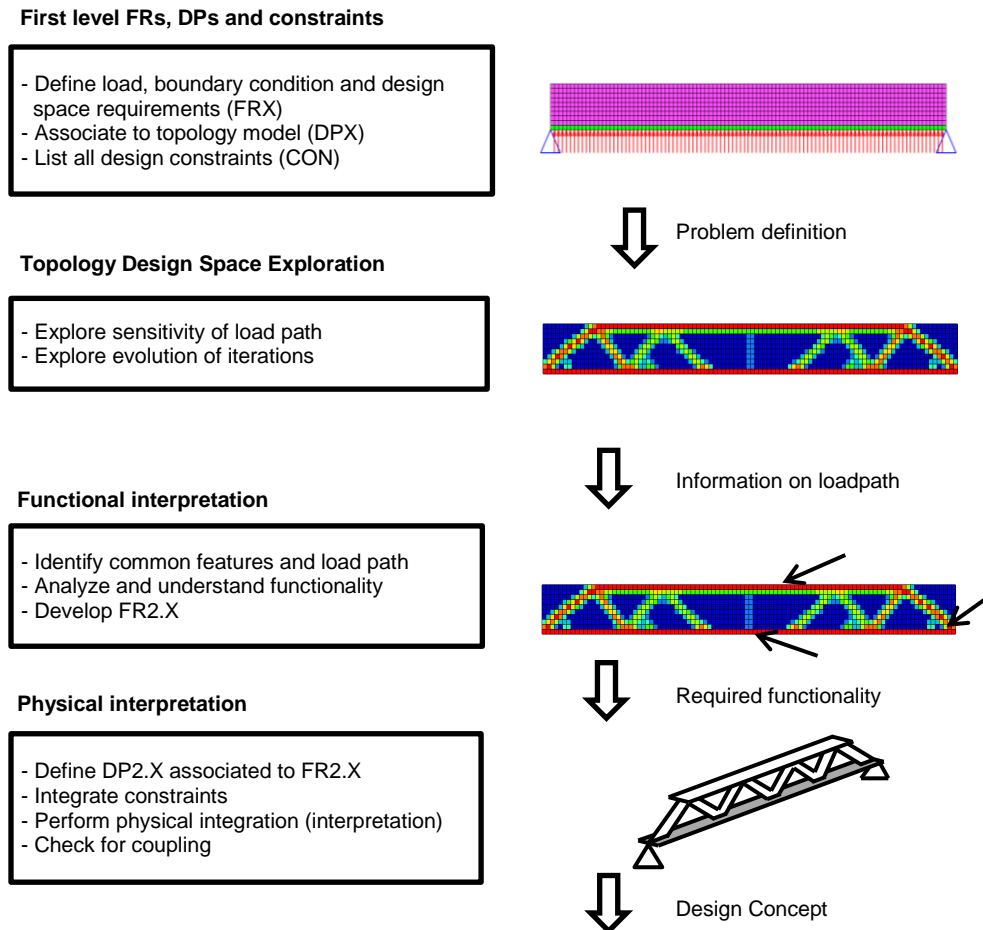 First level FRs, DPs and constraints
- Define load, boundary condition and design
space requirements (FRX)
- Associate to topology model (DPX)
- List all design constraints (CON)
Problem definition
Topology Design Space Exploration
- Explore sensitivity of load path
- Explore evolution of iterations
Information on loadpath
Functional interpretation
- Identify common features and load path
- Analyze and understand functionality
- Develop FR2.X
Required functionality
Physical interpretation
- Define DP2.X associated to FR2.X
- Integrate constraints
- Perform physical integration (interpretation)
- Check for coupling
Design Concept